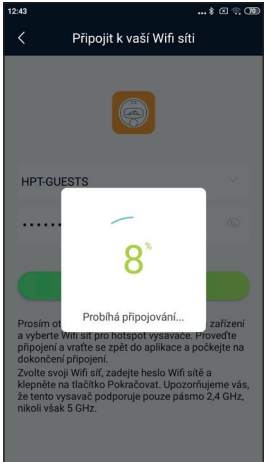 12:43
70
Připojit k vaší Wifi síti
HPT-GUESTS
8%
Probíhá připojování...
Prosím zařízení
a vyberte Wifi síť pro hotspot vysavače. Proveďte
připojení a vraťte se zpět do aplikace a počkejte na
dokončení připojení.
Zvolte svoji Wifi síť, zadejte heslo Wifi sítě a
klepněte na tlačítko Pokračovat. Upozorňujeme vás,
že tento vysavač podporuje pouze pásmo 2,4 GHz,
nikoli však 5 GHz.